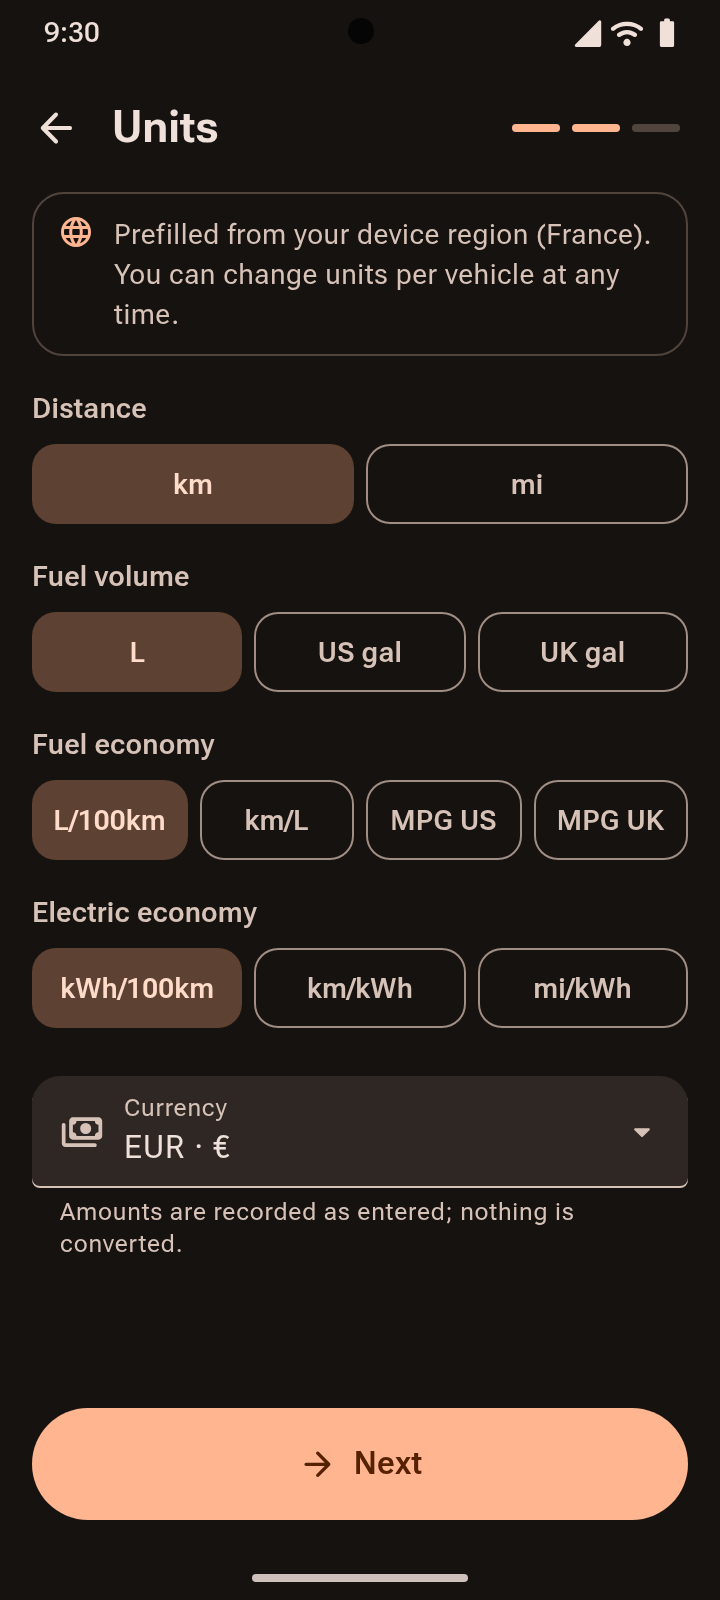 9:30
Units
Prefilled from your device region (France).
You can change units per vehicle at any
time.
Distance
km
mi
Fuel volume
L
US gal
UK gal
Fuel economy
L/100km
km/L
MPG US
MPG UK
Electric economy
kWh/100km
km/kWh
mi/kWh
Currency
EUR · €
Amounts are recorded as entered; nothing is
converted.
Next